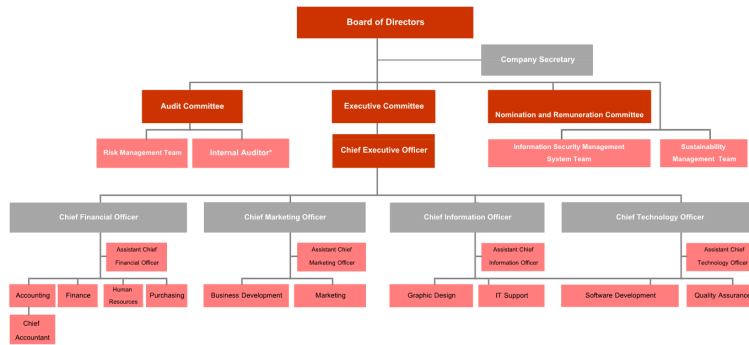 Board of Directors
Company Secretary
Audit Committee
Executive Committee
Nomination and Remuneration Committee
Risk Management Team
Internal Auditor*
Chief Executive Officer
Information Security Management
System Team
Sustainability
Management Team
Chief Financial Officer
Chief Marketing Officer
Chief Information Officer
Chief Technology Officer
Assistant Chief
Financial Officer
Assistant Chief
Marketing Officer
Assistant Chief
Information Officer
Assistant Chief
Technology Officer
Accounting
Finance
Human
Resources
Purchasing
Business Development
Marketing
Graphic Design
IT Support
Software Development
Quality Assurance
Chief
Accountant